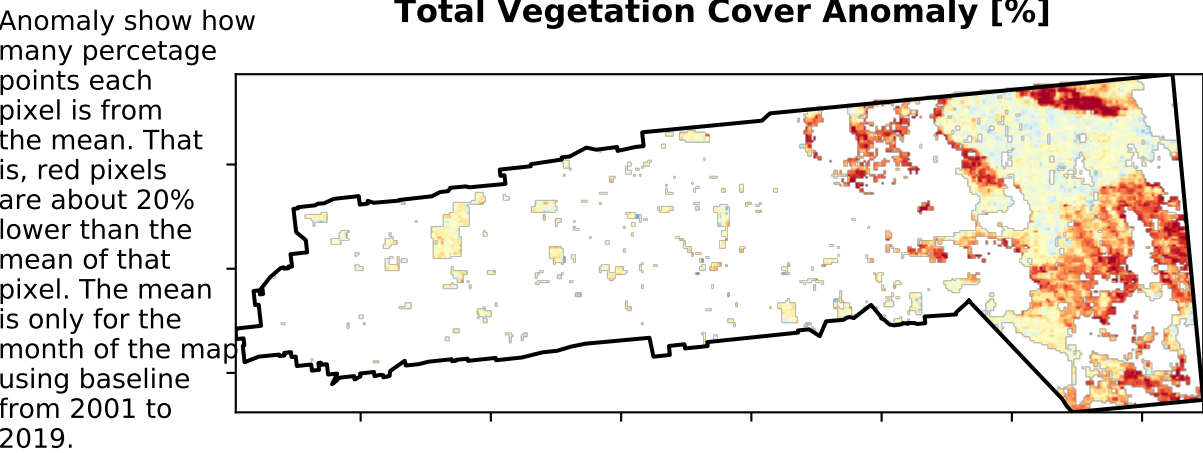 Total Vegetation Cover Anomaly [%]
Anomaly show how
many percetage
points each
pixel is from
the mean. That
is, red pixels
are about 20%
lower than the
mean of that
pixel. The mean
is only for the
month of the map
using baseline
from 2001 to
2019.